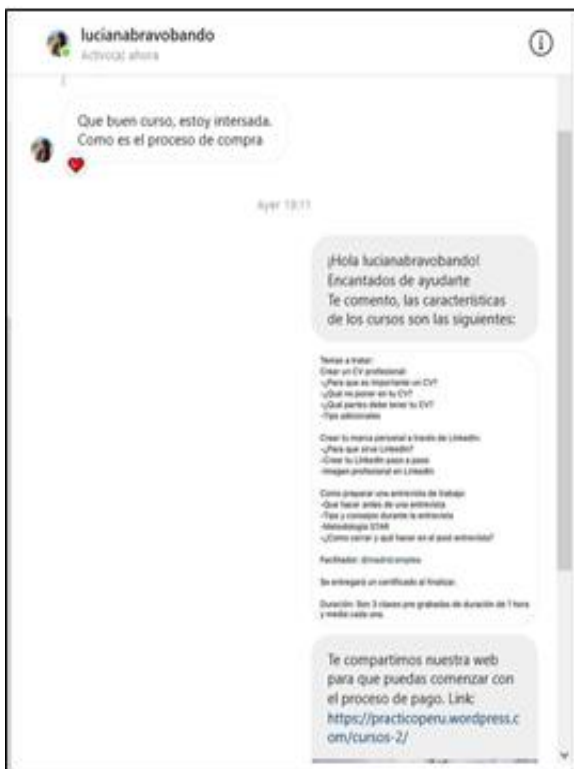 lucianabravobando
Activo(a) ahora
Que buen curso, estoy intersada.
Como es el proceso de compra
Ayer 19:11
¡Hola lucianabravobando!
Encantados de ayudarte
Te comento, las características
de los cursos son las siguientes:
Temas a tratar:
Crear un CV profesional:
-¿Para que es importante un CV?
-¿Qué no poner en tu CV?
-¿Qué partes debe tener tu CV?
-Tips adicionales
Crear tu marca personal a través de LinkedIn:
-¿Para que sirve LinkedIn?
-Crear tu LinkedIn paso a paso
-Imagen profesional en LinkedIn
Como preparar una entrevista de trabajo:
-Que hacer antes de una entrevista
-Tips y consejos durante la entrevista
-Metodología STAR
-¿Como cerrar y qué hacer en el post entrevista?
Facilitador:
Se entregará un certificado al finalizar.
Duración: Son 3 clases pre grabadas de duración de 1 hora
y media cada una.
Te compartimos nuestra web
para que puedas comenzar con
el proceso de pago. Link:
https://practicoperu.wordpress.c
om/cursos-2/